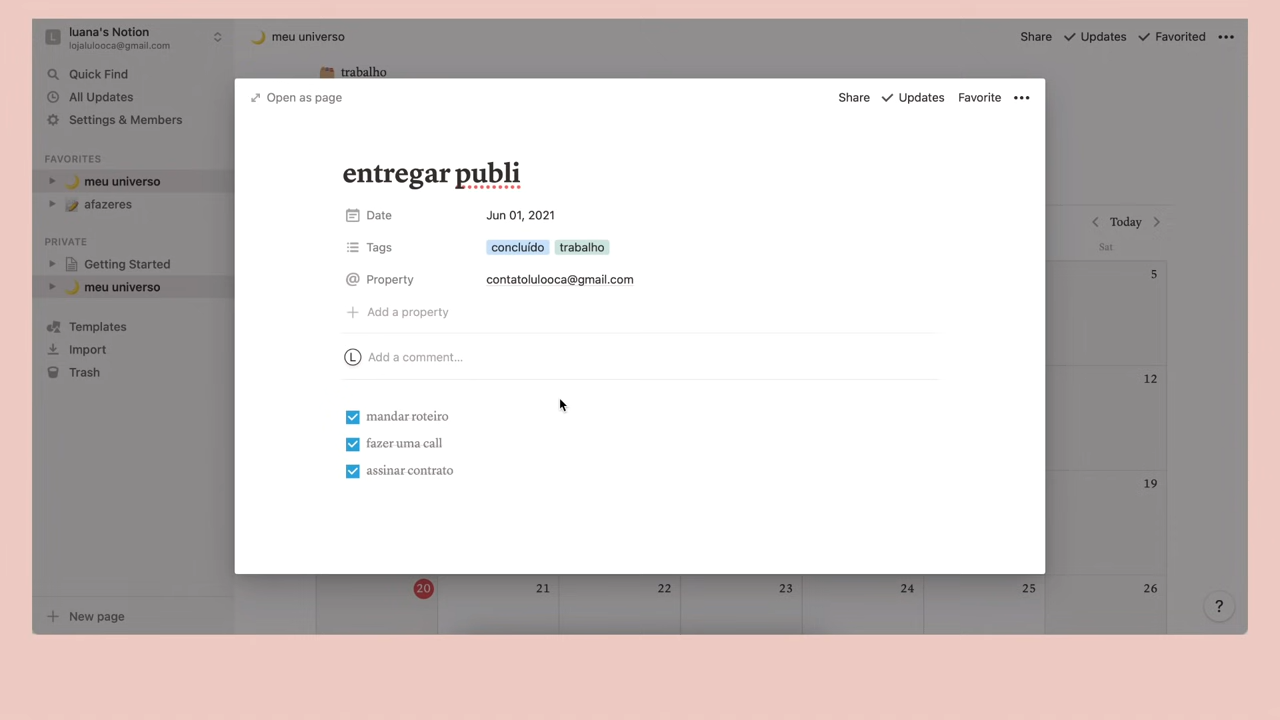 L
luana's Notion
lojalulooca@gmail.com
Quick Find
All Updates
Settings & Members
FAVORITES
meu universo
afazeres
PRIVATE
Getting Started
meu universo
Templates
Import
Trash
New page
meu universo
Share
Updates
Favorited
trabalho
Open as page
Share
Updates
Favorite
entregar publi
Date
Jun 01, 2021
Tags
concluído trabalho
Property
contatolulooca@gmail.com
Add a property
L
Add a comment...
mandar roteiro
fazer uma call
assinar contrato
Today
Sat
5
12
19
20
21
22
23
24
25
26
?